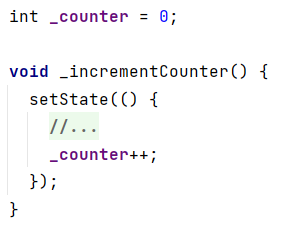 int _counter = 0;

void _incrementCounter() {
  setState(() {
    //...
    _counter++;
  });
}